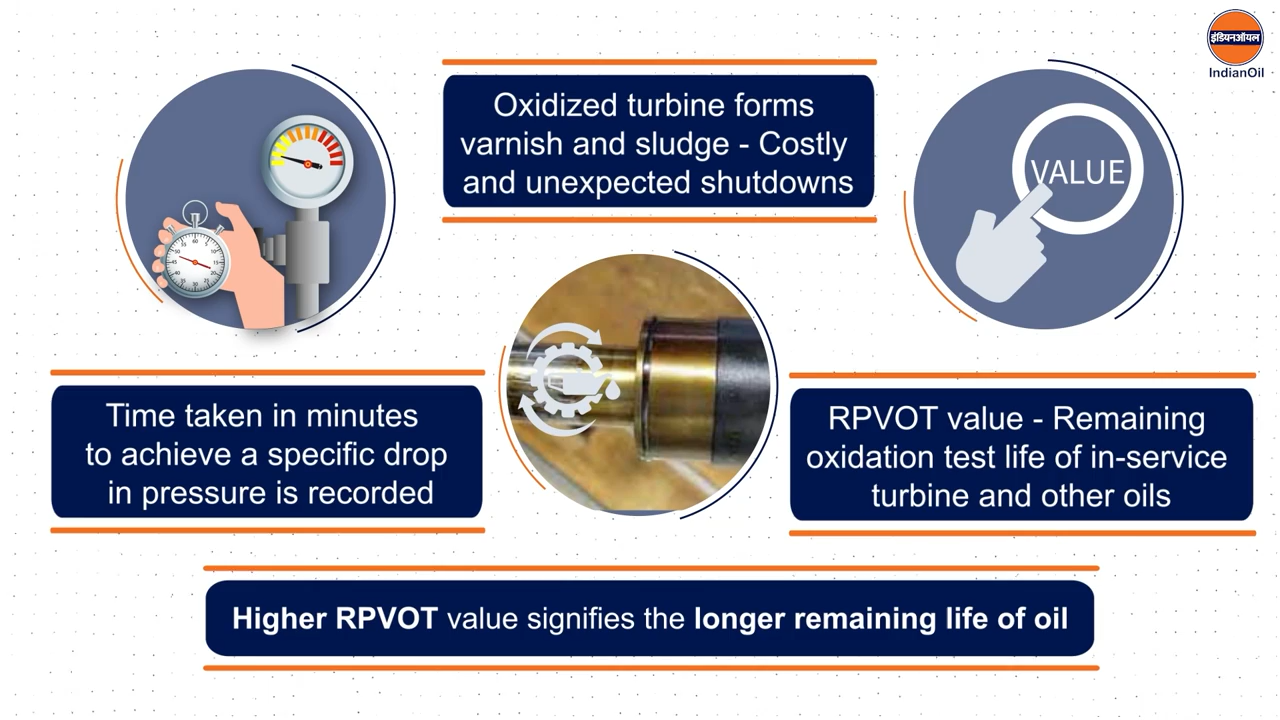 इंडियनऑयल
IndianOil
Oxidized turbine forms
varnish and sludge - Costly
and unexpected shutdowns
VALUE
Time taken in minutes
to achieve a specific drop
in pressure is recorded
RPVOT value - Remaining
oxidation test life of in-service
turbine and other oils
Higher RPVOT value signifies the longer remaining life of oil